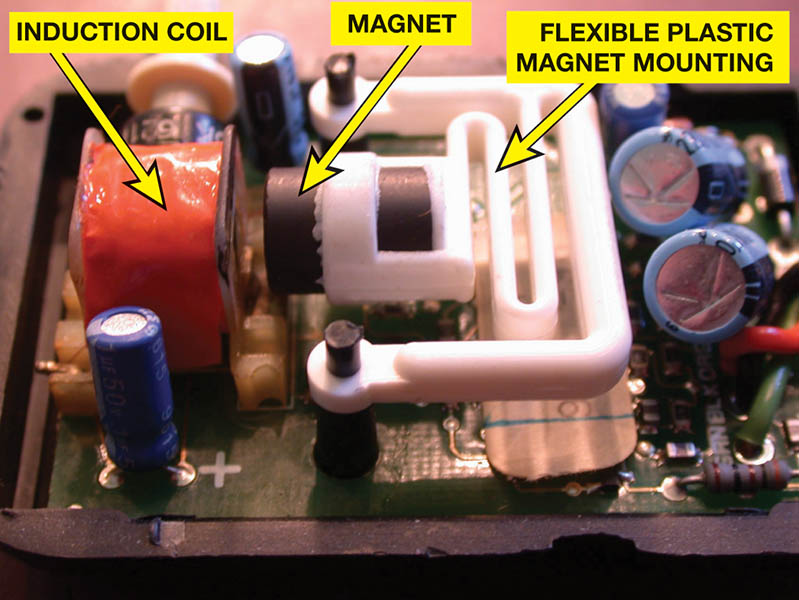 INDUCTION COIL
MAGNET
FLEXIBLE PLASTIC
MAGNET MOUNTING
+